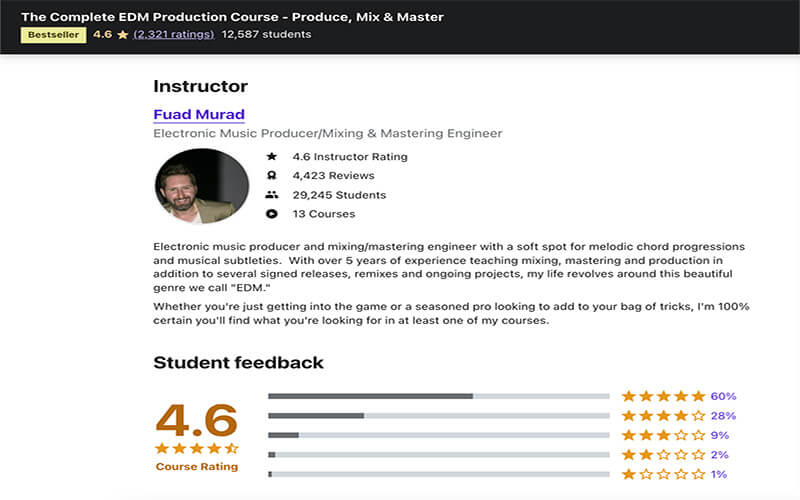 The Complete EDM Production Course - Produce, Mix & Master
Bestseller 4.6 (2,321 ratings) 12,587 students
Instructor
Fuad Murad
Electronic Music Producer/Mixing & Mastering Engineer
4.6 Instructor Rating
4,423 Reviews
29,245 Students
13 Courses
Electronic music producer and mixing/mastering engineer with a soft spot for melodic chord progressions
and musical subtleties. With over 5 years of experience teaching mixing, mastering and production in
addition to several signed releases, remixes and ongoing projects, my life revolves around this beautiful
genre we call "EDM."
Whether you're just getting into the game or a seasoned pro looking to add to your bag of tricks, I'm 100%
certain you'll find what you're looking for in at least one of my courses.
Student feedback
4.6
Course Rating
60%
28%
9%
2%
1%